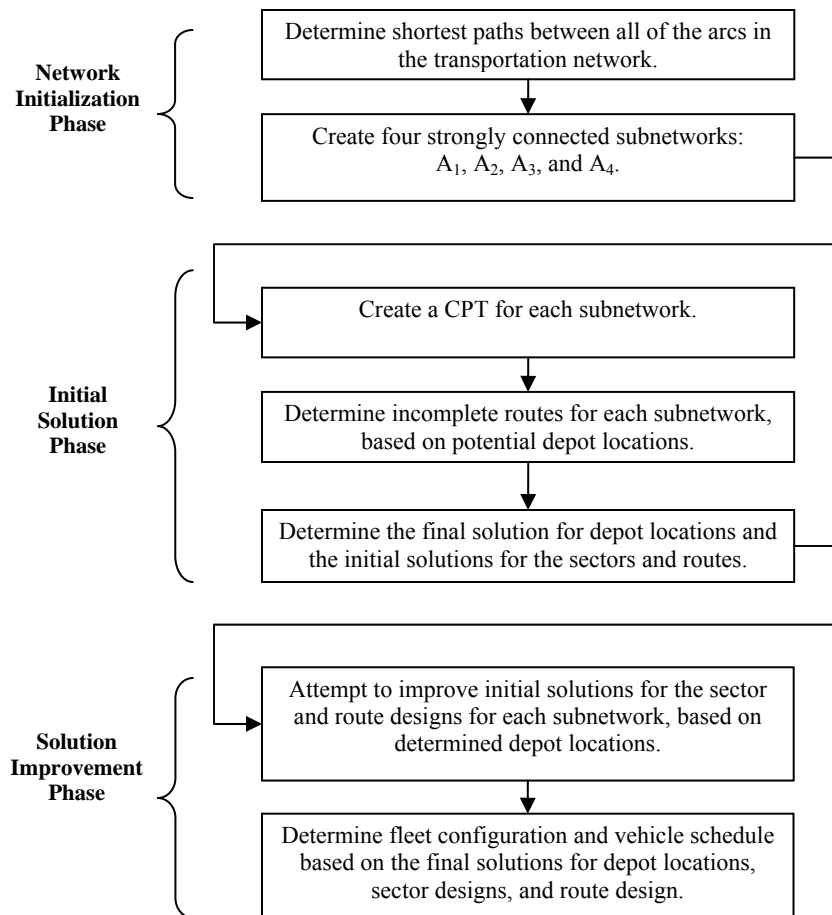 Determine shortest paths between all of the arcs in
the transportation network.
Network
Initialization
Phase
Create four strongly connected subnetworks:
A₁, A₂, A₃, and A₄.
Create a CPT for each subnetwork.
Initial
Solution
Phase
Determine incomplete routes for each subnetwork,
based on potential depot locations.
Determine the final solution for depot locations and
the initial solutions for the sectors and routes.
Attempt to improve initial solutions for the sector
and route designs for each subnetwork, based on
determined depot locations.
Solution
Improvement
Phase
Determine fleet configuration and vehicle schedule
based on the final solutions for depot locations,
sector designs, and route design.